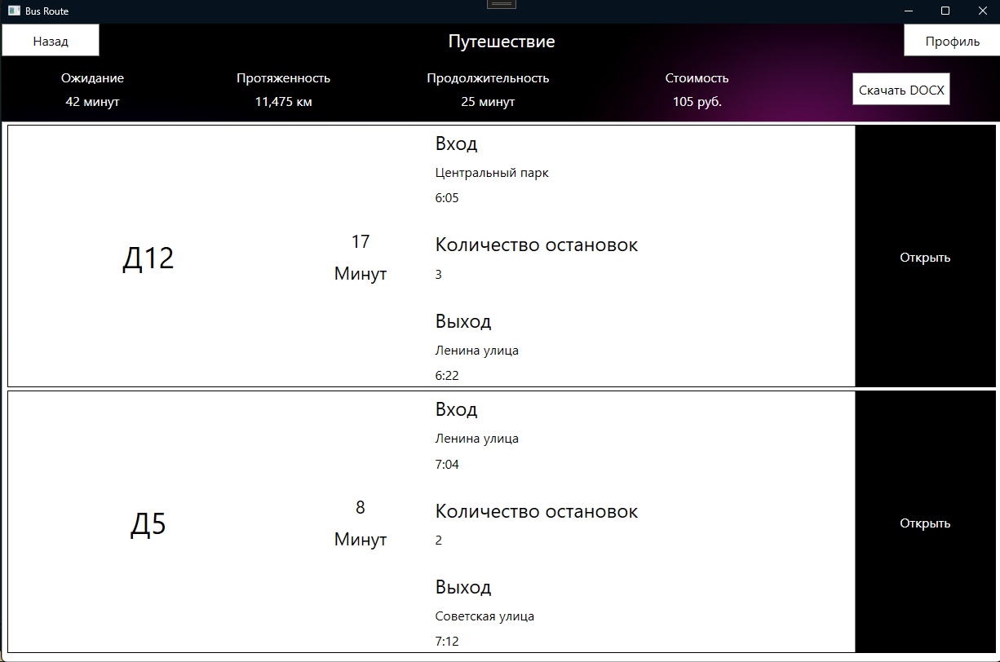 Bus Route
Назад
Путешествие
Профиль
Ожидание
Протяженность
Продолжительность
Стоимость
42 минут
11,475 км
25 минут
105 руб.
Скачать DOCX
Д12
17
Минут
Вход
Центральный парк
6:05
Количество остановок
3
Выход
Ленина улица
6:22
Открыть
Д5
8
Минут
Вход
Ленина улица
7:04
Количество остановок
2
Выход
Советская улица
7:12
Открыть